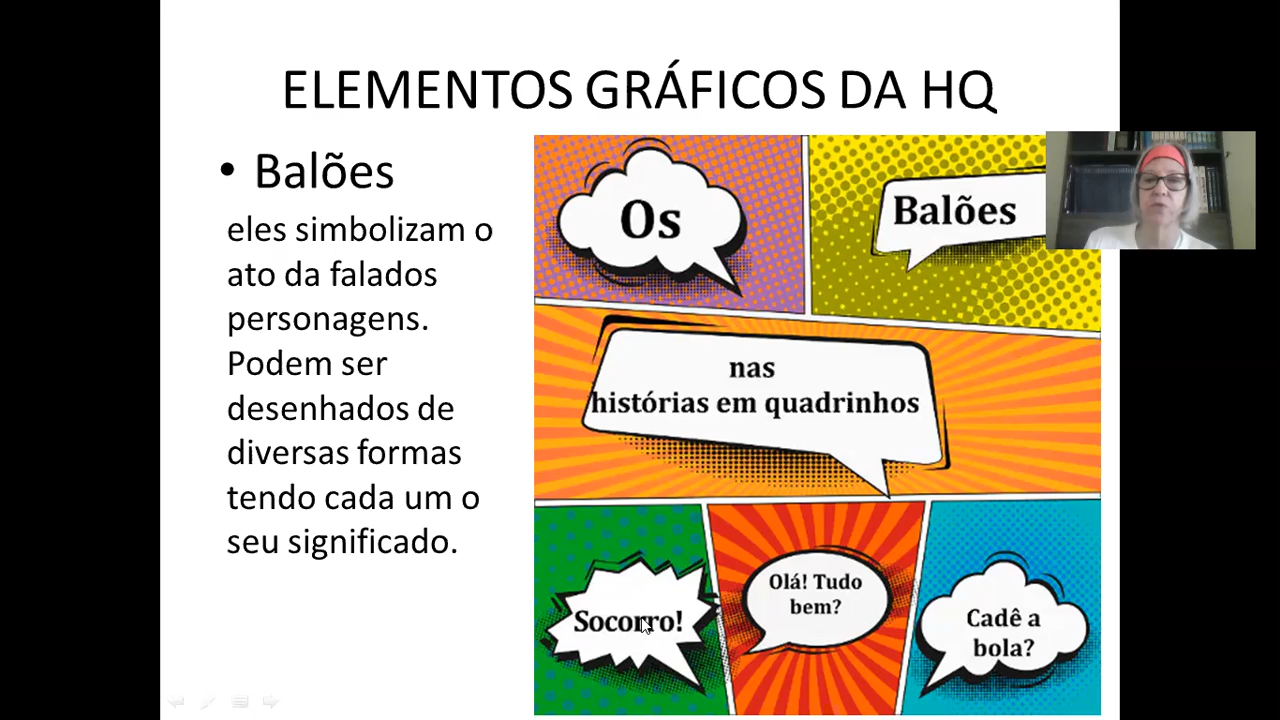 ELEMENTOS GRÁFICOS DA HQ
• Balões
eles simbolizam o
ato da falados
personagens.
Podem ser
desenhados de
diversas formas
tendo cada um o
seu significado.
Os
Balões
nas
histórias em quadrinhos
Socorro!
Olá! Tudo
bem?
Cadê a
bola?